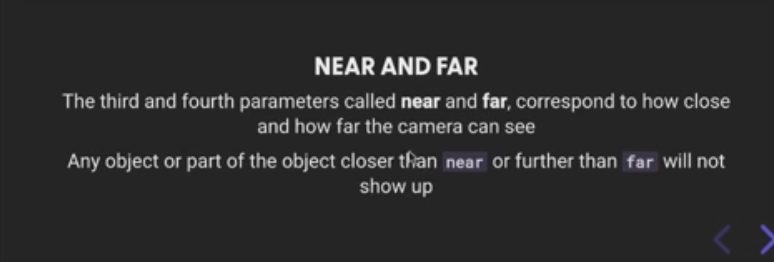 NEAR AND FAR
The third and fourth parameters called near and far, correspond to how close
and how far the camera can see
Any object or part of the object closer than near or further than far will not
show up